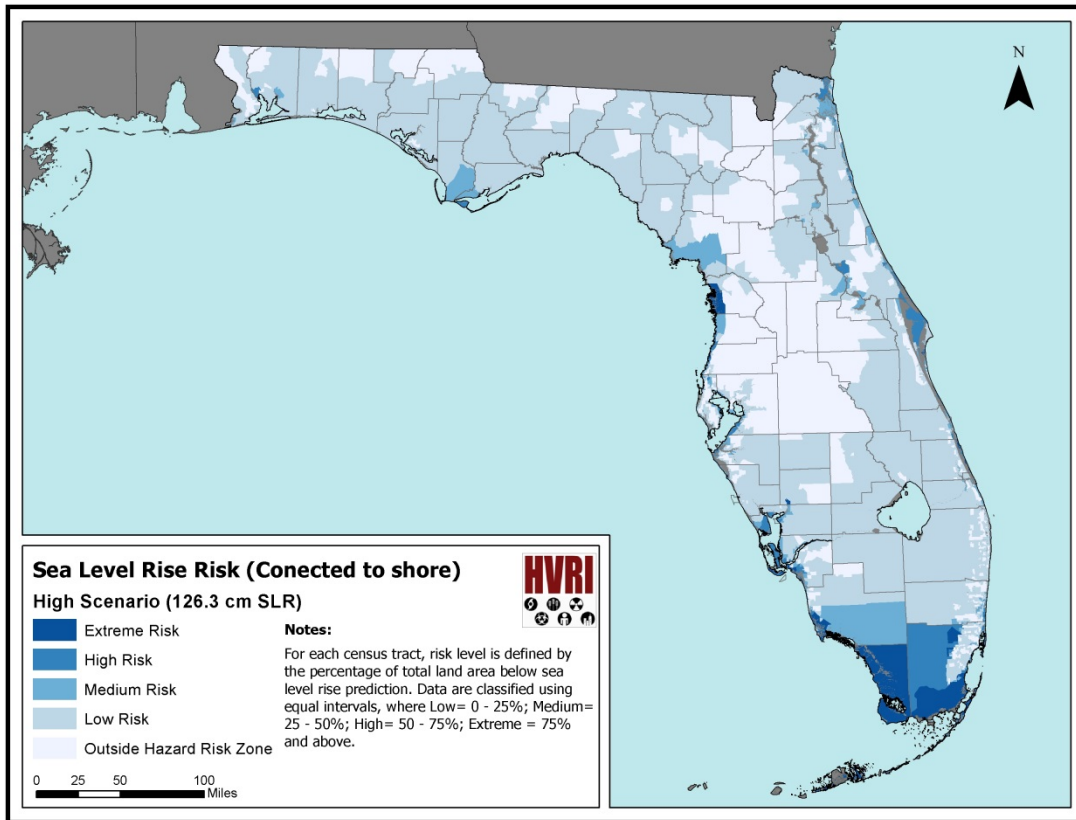 N
Sea Level Rise Risk (Conected to shore)
High Scenario (126.3 cm SLR)
Extreme Risk
High Risk
Medium Risk
Low Risk
Outside Hazard Risk Zone
0 25 50 100
Miles
HVRI
Notes:
For each census tract, risk level is defined by
the percentage of total land area below sea
level rise prediction. Data are classified using
equal intervals, where Low= 0 - 25%; Medium=
25 - 50%; High= 50 - 75%; Extreme = 75%
and above.